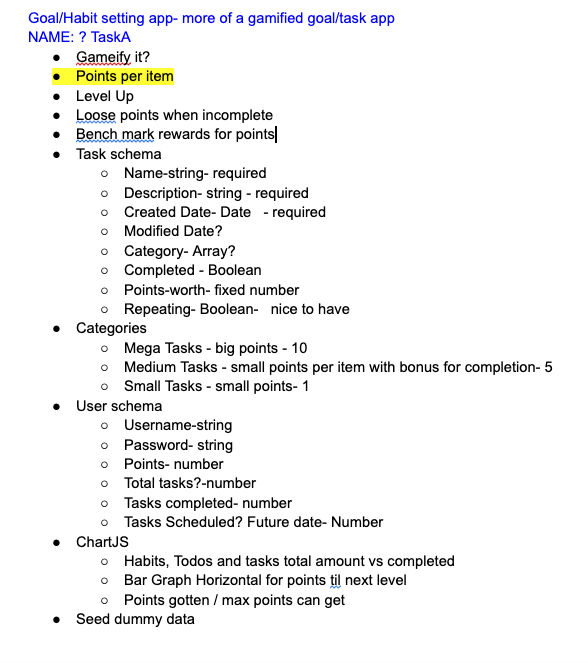 Goal/Habit setting app- more of a gamified goal/task app
NAME: ? TaskA
● Gameify it?
● Points per item
● Level Up
● Loose points when incomplete
● Bench mark rewards for points
● Task schema
○ Name-string- required
○ Description- string - required
○ Created Date- Date - required
○ Modified Date?
○ Category- Array?
○ Completed - Boolean
○ Points-worth- fixed number
○ Repeating- Boolean- nice to have
● Categories
○ Mega Tasks - big points - 10
○ Medium Tasks - small points per item with bonus for completion- 5
○ Small Tasks - small points- 1
● User schema
○ Username-string
○ Password- string
○ Points- number
○ Total tasks?-number
○ Tasks completed- number
○ Tasks Scheduled? Future date- Number
● ChartJS
○ Habits, Todos and tasks total amount vs completed
○ Bar Graph Horizontal for points til next level
○ Points gotten / max points can get
● Seed dummy data